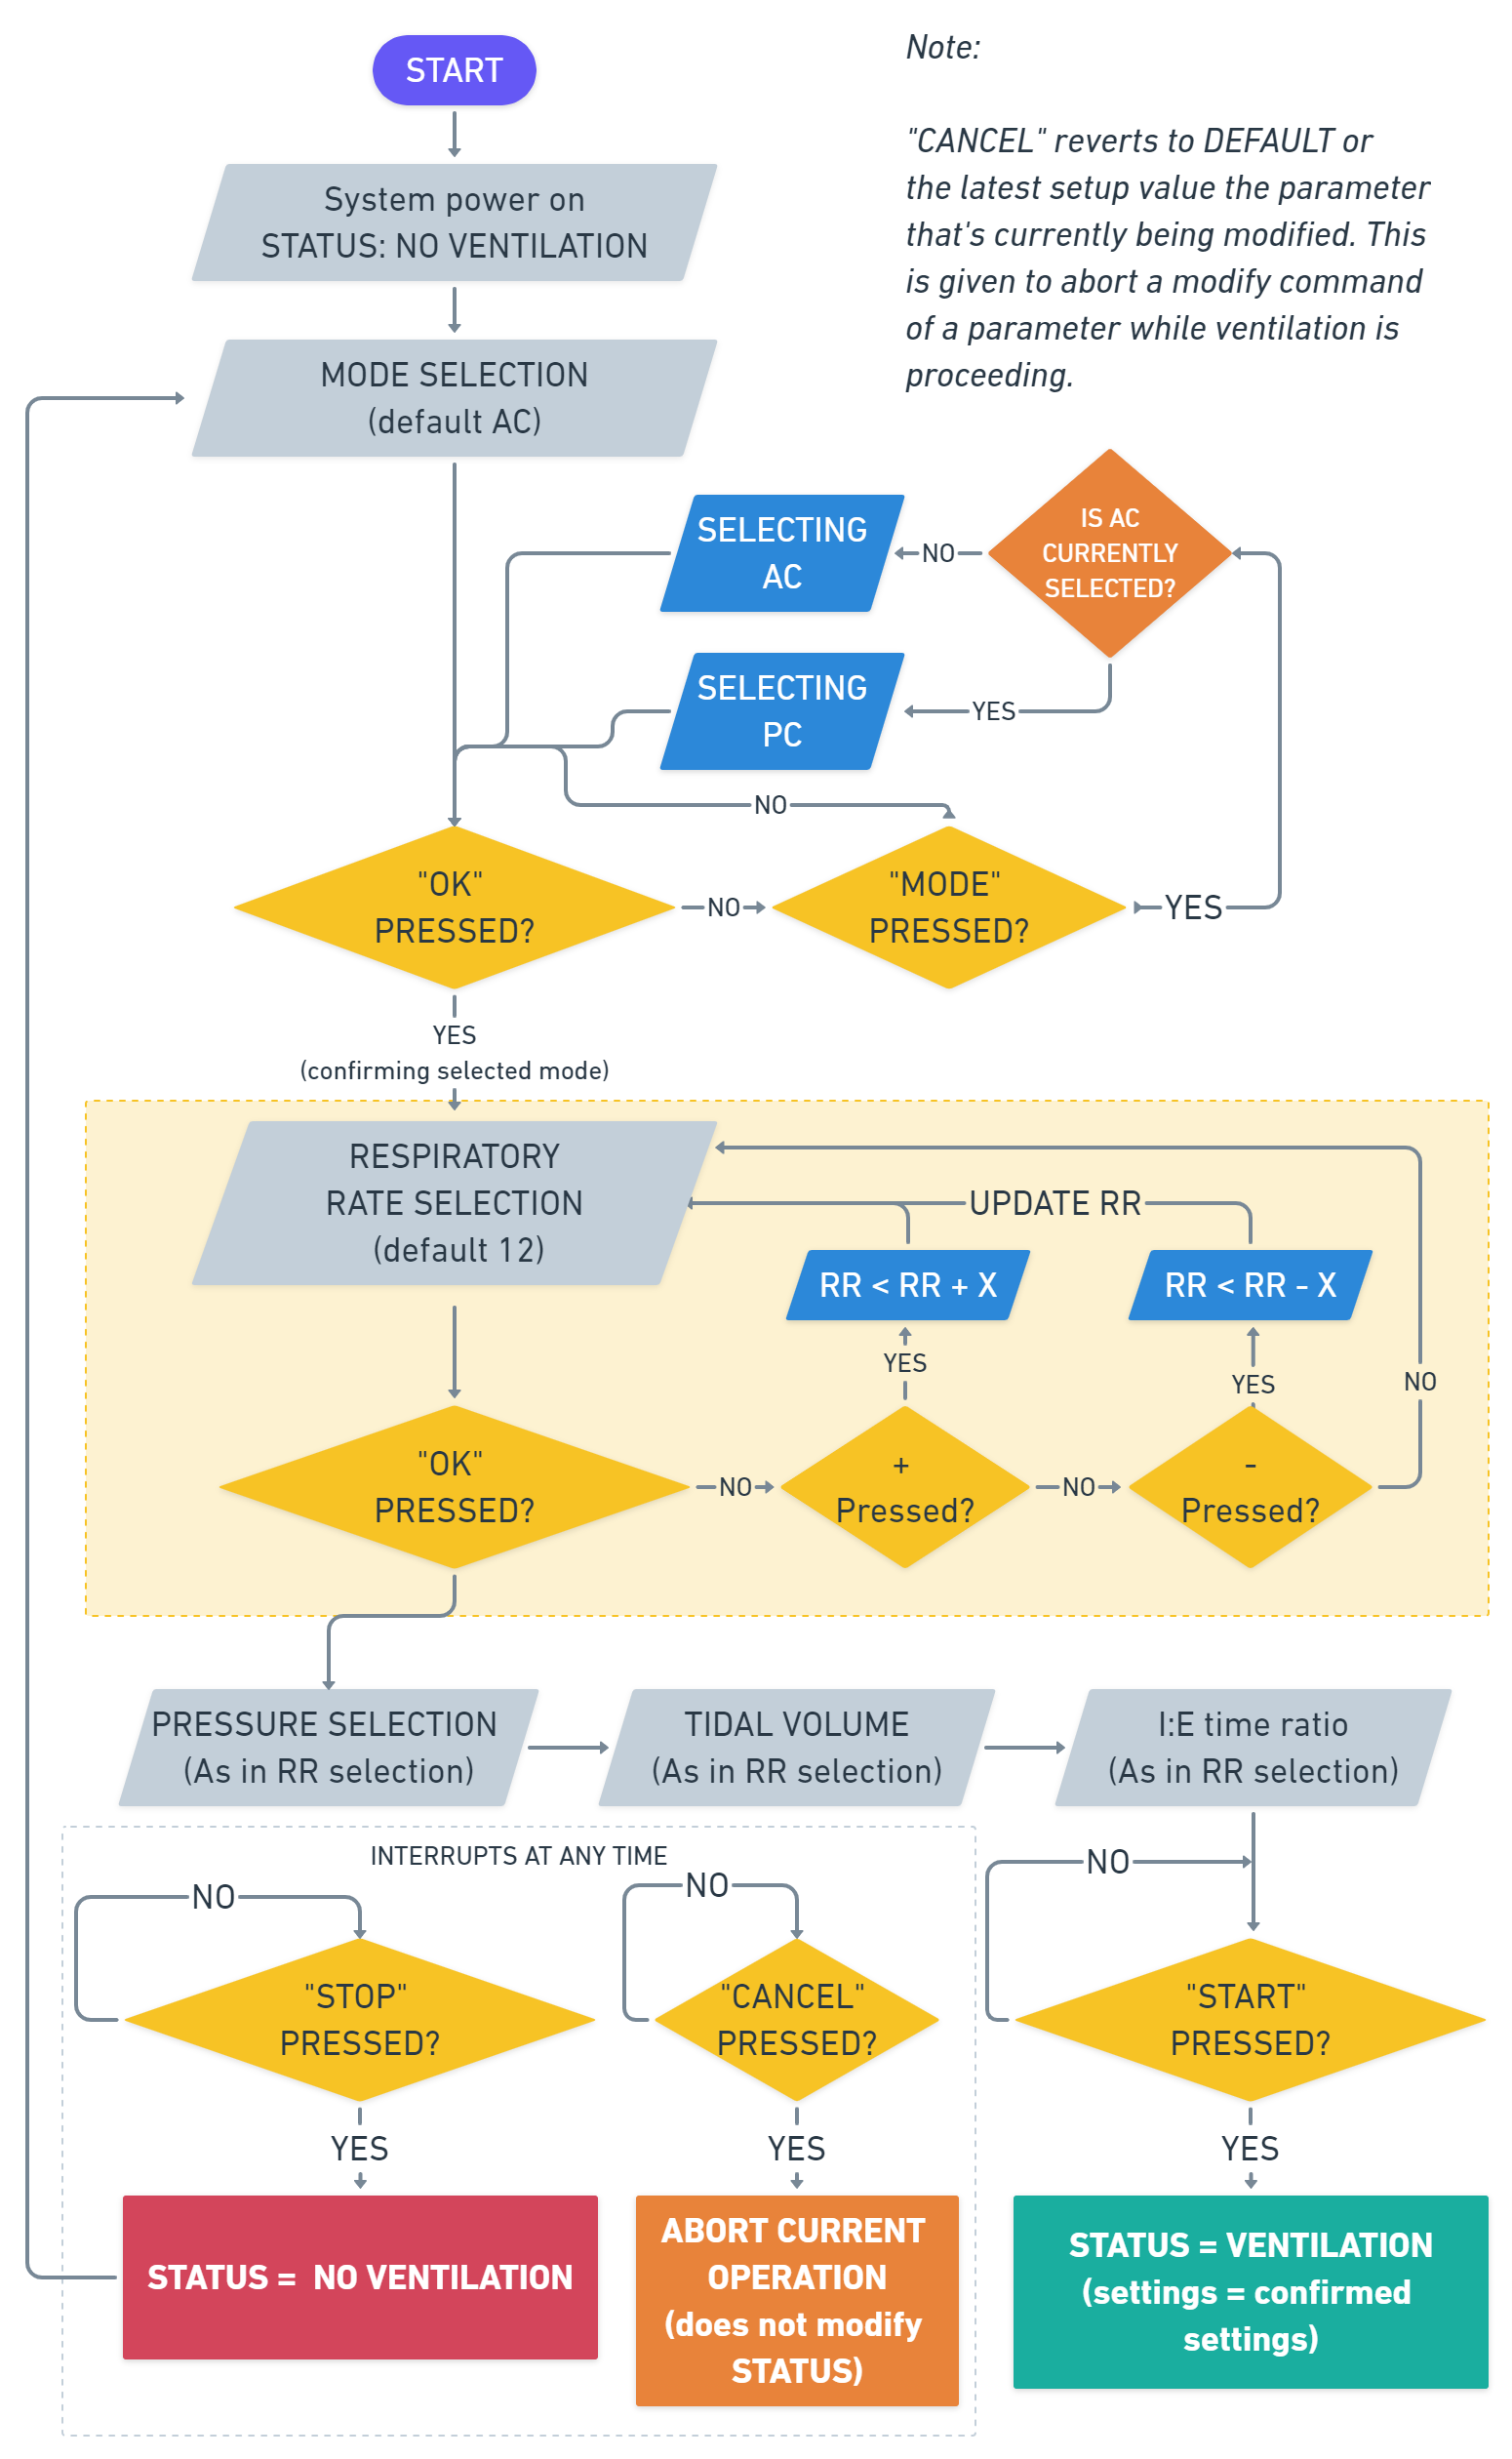 START
Note:
"CANCEL" reverts to DEFAULT or
the latest setup value the parameter
that's currently being modified. This
is given to abort a modify command
of a parameter while ventilation is
proceeding.
System power on
STATUS: NO VENTILATION
MODE SELECTION
(default AC)
SELECTING
AC
NO
IS AC
CURRENTLY
SELECTED?
SELECTING
PC
YES
NO
"OK"
PRESSED?
NO
"MODE"
PRESSED?
YES
YES
(confirming selected mode)
RESPIRATORY
RATE SELECTION
(default 12)
UPDATE RR
RR < RR + X
RR < RR - X
YES
YES
NO
"OK"
PRESSED?
NO
+
Pressed?
NO
-
Pressed?
PRESSURE SELECTION
(As in RR selection)
TIDAL VOLUME
(As in RR selection)
I:E time ratio
(As in RR selection)
INTERRUPTS AT ANY TIME
NO
NO
NO
"STOP"
PRESSED?
"CANCEL"
PRESSED?
"START"
PRESSED?
YES
YES
YES
STATUS = NO VENTILATION
ABORT CURRENT
OPERATION
(does not modify
STATUS)
STATUS = VENTILATION
(settings = confirmed
settings)